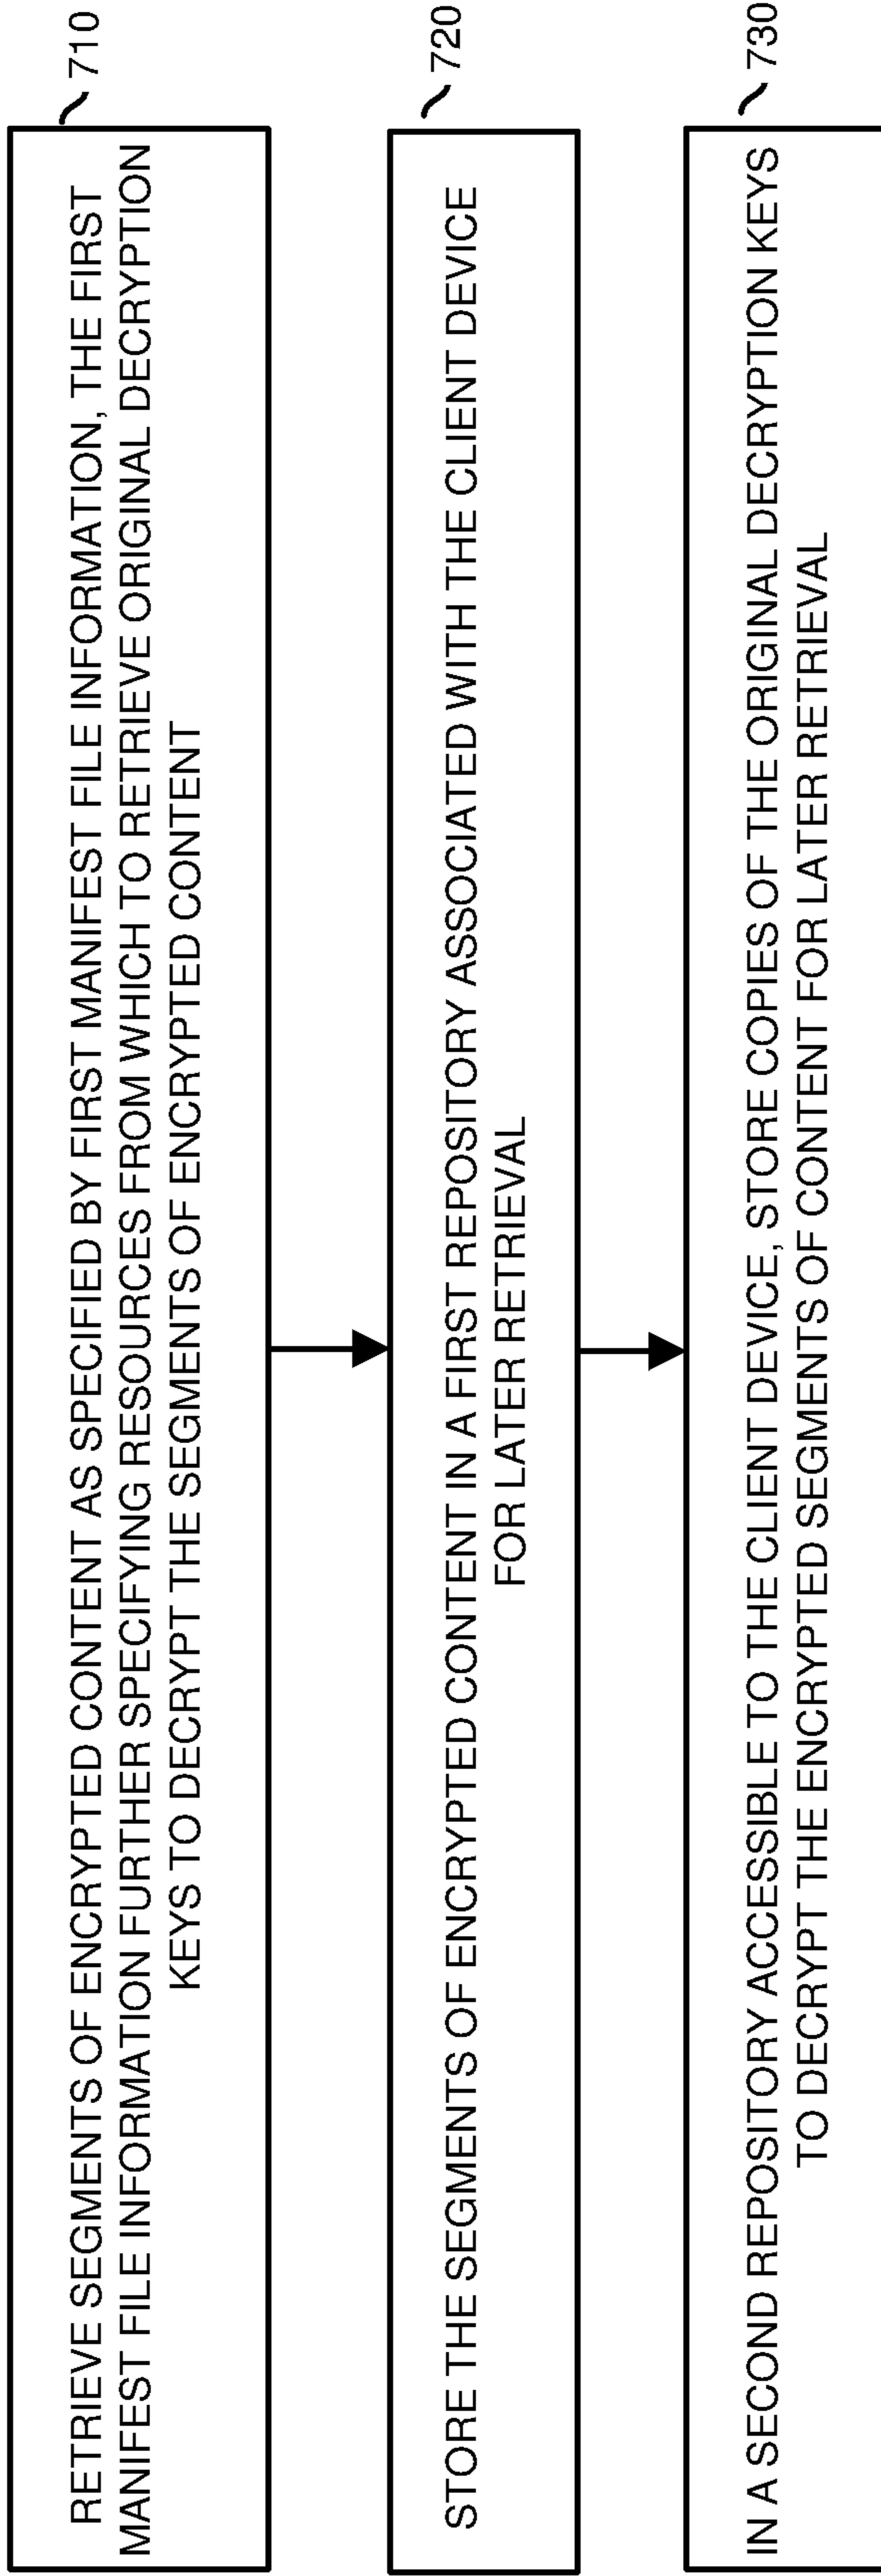 RETRIEVE SEGMENTS OF ENCRYPTED CONTENT AS SPECIFIED BY FIRST MANIFEST FILE INFORMATION, THE FIRST
MANIFEST FILE INFORMATION FURTHER SPECIFYING RESOURCES FROM WHICH TO RETRIEVE ORIGINAL DECRYPTION
KEYS TO DECRYPT THE SEGMENTS OF ENCRYPTED CONTENT
710
STORE THE SEGMENTS OF ENCRYPTED CONTENT IN A FIRST REPOSITORY ASSOCIATED WITH THE CLIENT DEVICE
FOR LATER RETRIEVAL
720
IN A SECOND REPOSITORY ACCESSIBLE TO THE CLIENT DEVICE, STORE COPIES OF THE ORIGINAL DECRYPTION KEYS
TO DECRYPT THE ENCRYPTED SEGMENTS OF CONTENT FOR LATER RETRIEVAL
730